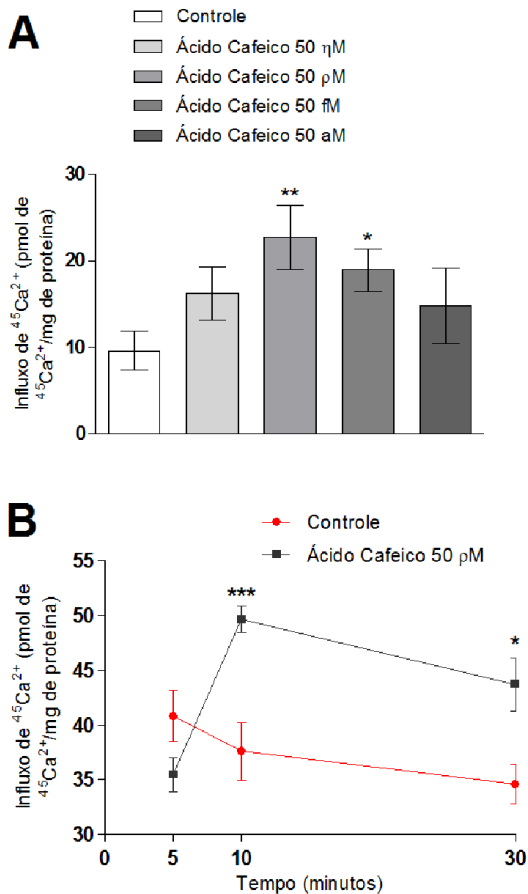 A
Controle
Ácido Cafeico 50 ηM
Ácido Cafeico 50 ρM
Ácido Cafeico 50 fM
Ácido Cafeico 50 aM
Influxo de ⁴⁵Ca²⁺ (pmol de
⁴⁵Ca²⁺/mg de proteína)
30
20
10
0
**
*
B
Controle
Ácido Cafeico 50 ρM
Influxo de ⁴⁵Ca²⁺ (pmol de
⁴⁵Ca²⁺/mg de proteína)
55
50
45
40
35
30
***
*
0 5 10 30
Tempo (minutos)